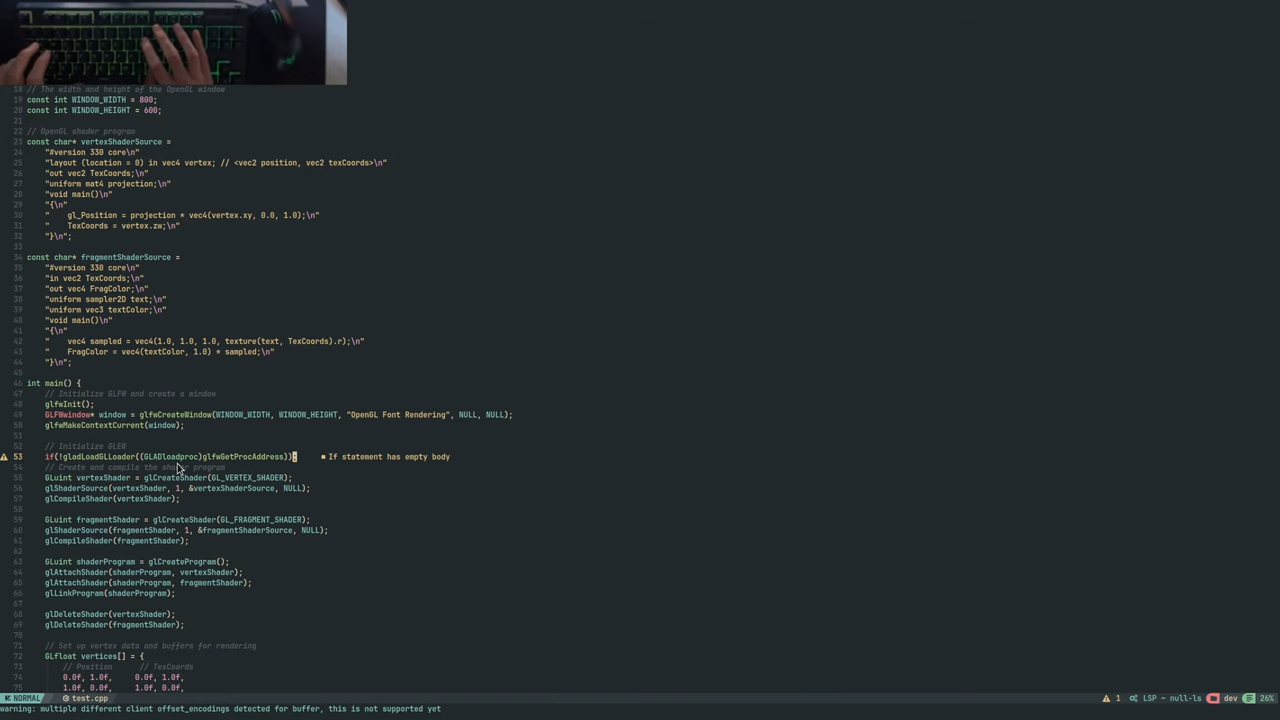 18 // The width and height of the OpenGL window
19 const int WINDOW_WIDTH = 800;
20 const int WINDOW_HEIGHT = 600;
21
22 // OpenGl shader program
23 const char* vertexShaderSource =
24 "#version 330 core\n"
25 "layout (location = 0) in vec4 vertex; // <vec2 position, vec2 texCoords>\n"
26 "out vec2 TexCoords;\n"
27 "uniform mat4 projection;\n"
28 "void main()\n"
29 "{\n"
30 "    gl_Position = projection * vec4(vertex.xy, 0.0, 1.0);\n"
31 "    TexCoords = vertex.zw;\n"
32 "}\n";
33
34 const char* fragmentShaderSource =
35 "#version 330 core\n"
36 "in vec2 TexCoords;\n"
37 "out vec4 FragColor;\n"
38 "uniform sampler2D text;\n"
39 "uniform vec3 textColor;\n"
40 "void main()\n"
41 "{\n"
42 "    vec4 sampled = vec4(1.0, 1.0, 1.0, texture(text, TexCoords).r);\n"
43 "    FragColor = vec4(textColor, 1.0) * sampled;\n"
44 "}\n";
45
46 int main() {
47 // Initialize GLFW and create a window
48 glfwInit();
49 GLFWwindow* window = glfwCreateWindow(WINDOW_WIDTH, WINDOW_HEIGHT, "OpenGL Font Rendering", NULL, NULL);
50 glfwMakeContextCurrent(window);
51
52 // Initialize GLEW
53 if(!gladLoadGLLoader((GLADloadproc)glfwGetProcAddress)); ■ If statement has empty body
54 // Create and compile the shader program
55 GLuint vertexShader = glCreateShader(GL_VERTEX_SHADER);
56 glShaderSource(vertexShader, 1, &vertexShaderSource, NULL);
57 glCompileShader(vertexShader);
58
59 GLuint fragmentShader = glCreateShader(GL_FRAGMENT_SHADER);
60 glShaderSource(fragmentShader, 1, &fragmentShaderSource, NULL);
61 glCompileShader(fragmentShader);
62
63 GLuint shaderProgram = glCreateProgram();
64 glAttachShader(shaderProgram, vertexShader);
65 glAttachShader(shaderProgram, fragmentShader);
66 glLinkProgram(shaderProgram);
67
68 glDeleteShader(vertexShader);
69 glDeleteShader(fragmentShader);
70
71 // Set up vertex data and buffers for rendering
72 GLfloat vertices[] = {
73 // Position // TexCoords
74 0.0f, 1.0f, 0.0f, 1.0f,
75 1.0f, 0.0f, 1.0f, 0.0f,
NORMAL test.cpp 1 LSP ~ null-ls dev 26%
warning: multiple different client offset_encodings detected for buffer, this is not supported yet